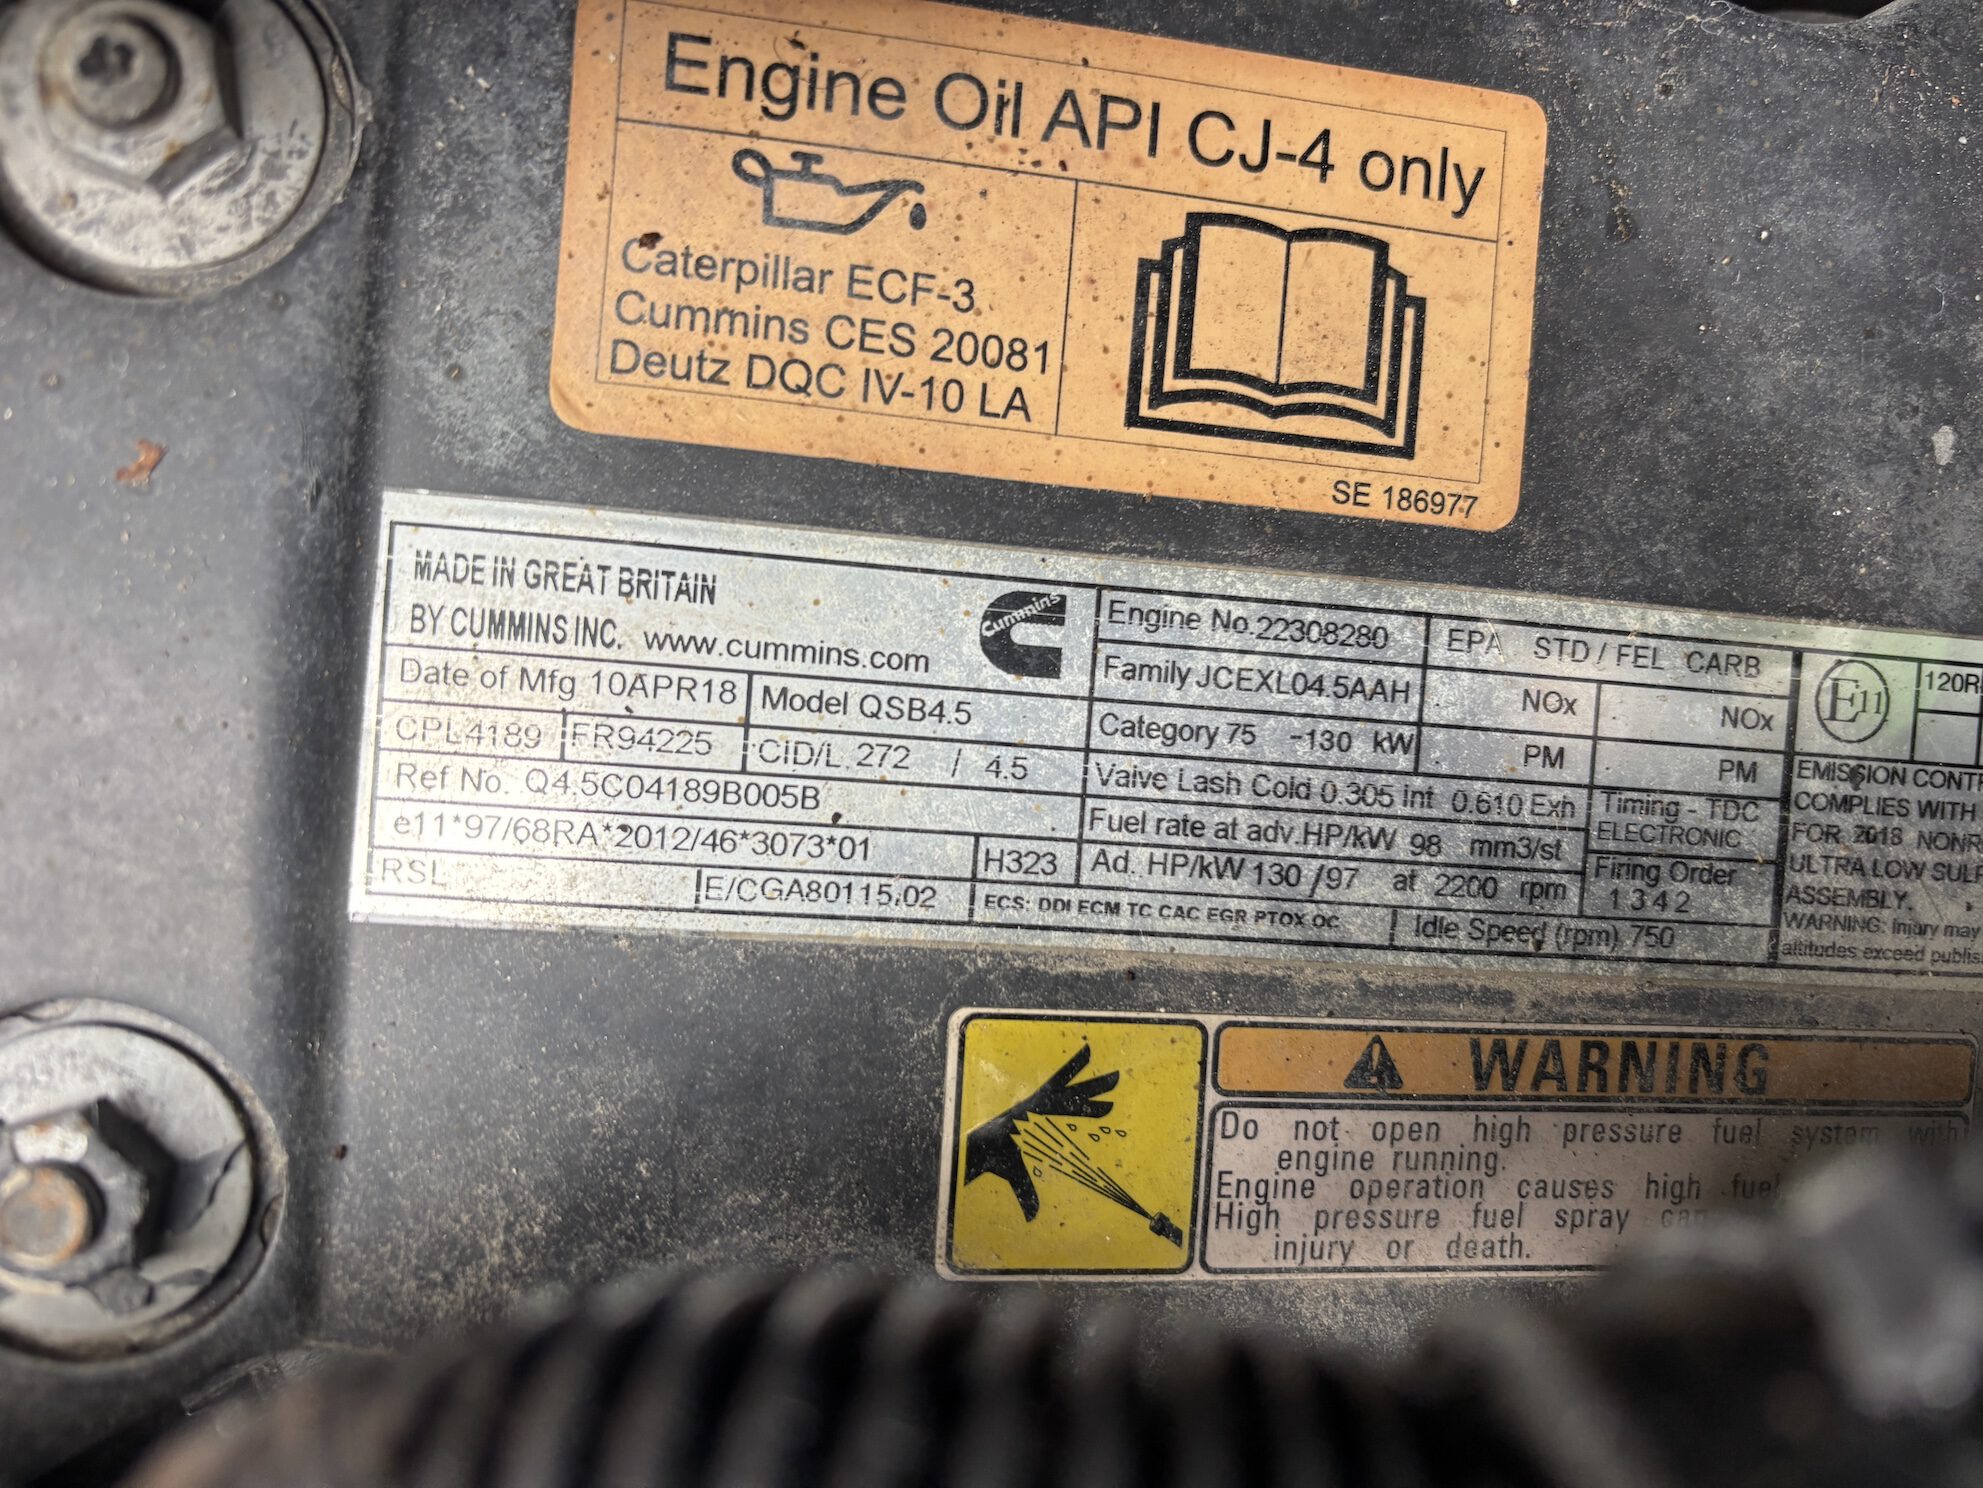 Engine Oil API CJ-4 only
Caterpillar ECF-3
Cummins CES 20081
Deutz DQC IV-10 LA
SE 186977
MADE IN GREAT BRITAIN
BY CUMMINS INC. www.cummins.com
Cummins
Date of Mfg 10APR18 Model QSB4.5
CPL4189 FR94225 CID/L 272 / 4.5
Ref No. Q4.5C04189B005B
e11*97/68RA*2012/46*3073*01
H323
RSL E/CGA80115.02
Engine No.22308280
Family JCEXL04.5AAH
Category 75 -130 kW
EPA STD / FEL CARB
NOx NOx
PM PM
Valve Lash Cold 0.305 Int 0.610 Exh
Fuel rate at adv.HP/kW 98 mm3/st
Ad. HP/kW 130 /97 at 2200 rpm
Timing - TDC
ELECTRONIC
Firing Order
1 3 4 2
ECS: DDI ECM TC CAC EGR PTOX OC
Idle Speed (rpm) 750
E11
120R
EMISSION CONT
COMPLIES WITH
FOR 2018 NONR
ULTRA LOW SUL
ASSEMBLY.
WARNING: Injury may
altitudes exceed publis
WARNING
Do not open high pressure fuel system with
engine running.
Engine operation causes high fuel
High pressure fuel spray can
injury or death.